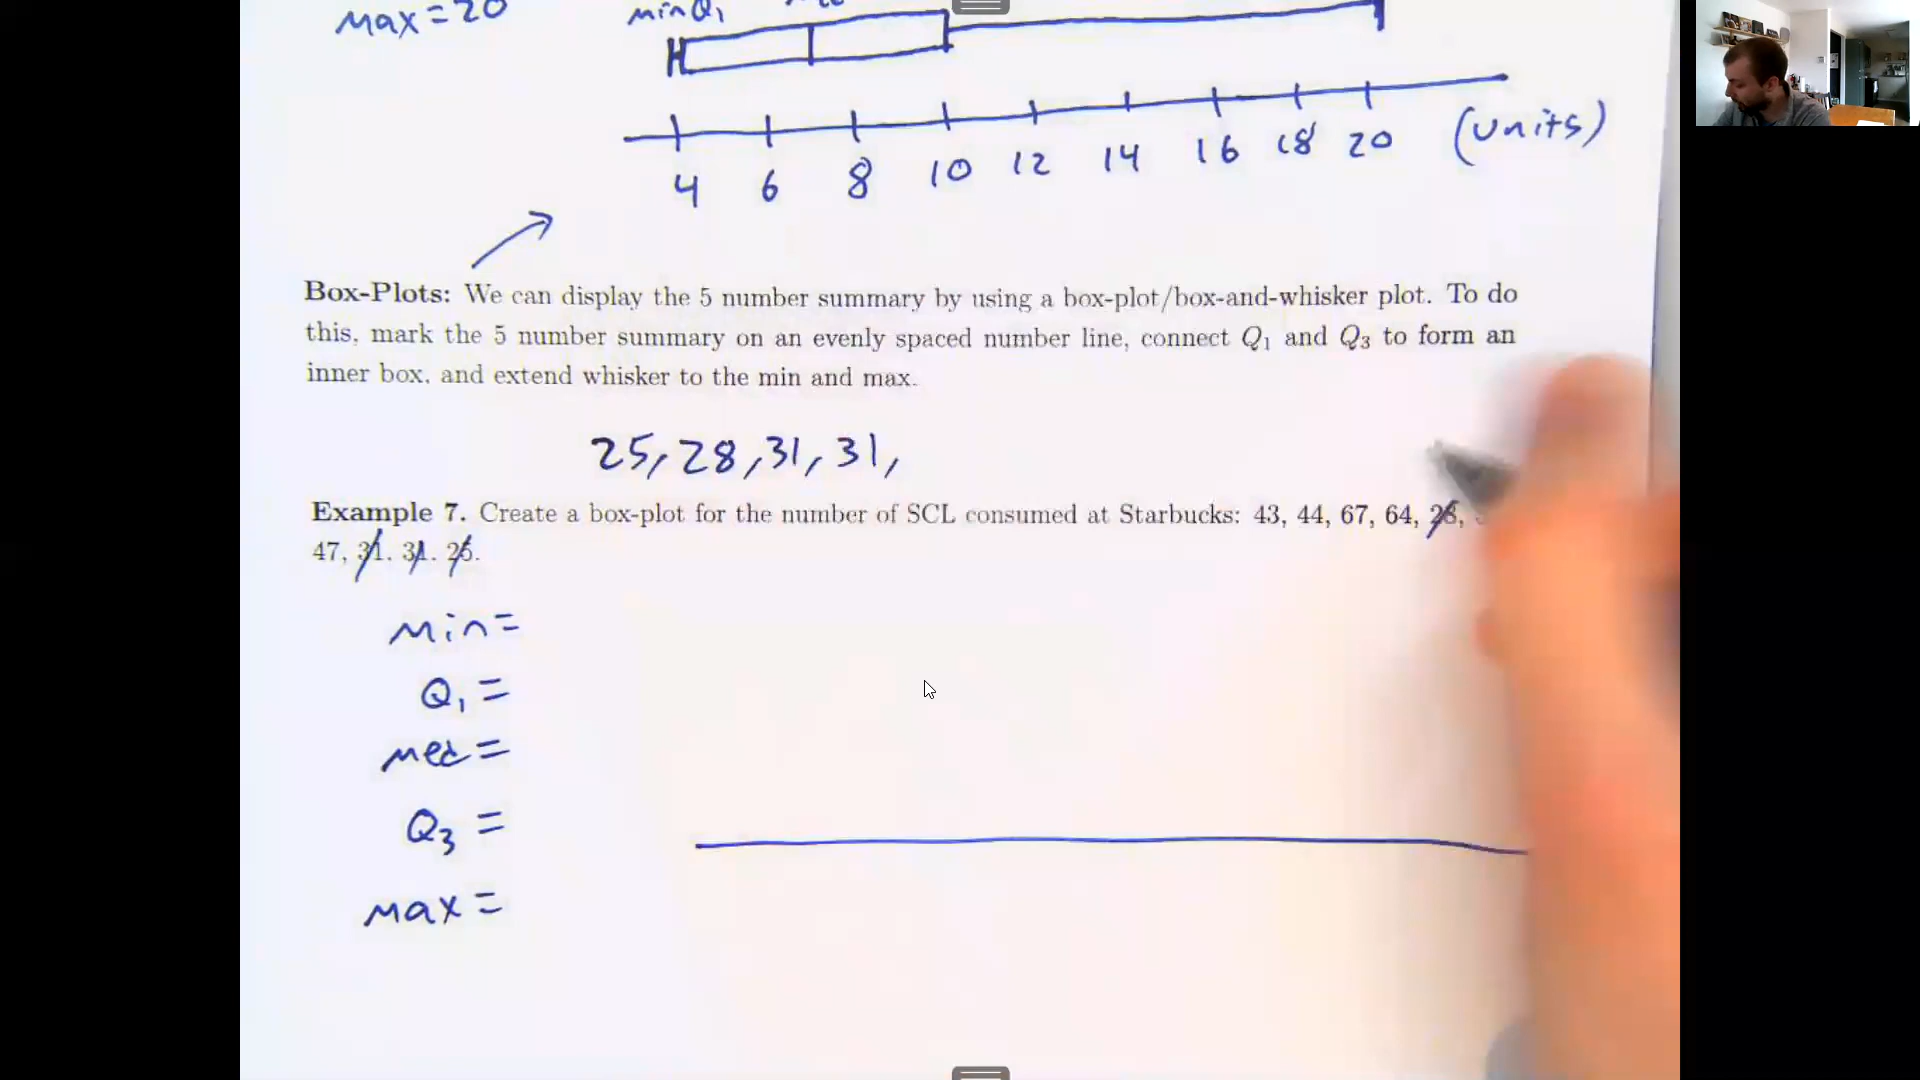 max = 20
min Q1
4 6 8 10 12 14 16 18 20 (units)
Box-Plots: We can display the 5 number summary by using a box-plot/box-and-whisker plot. To do
this, mark the 5 number summary on an evenly spaced number line, connect Q1 and Q3 to form an
inner box, and extend whisker to the min and max.
25, 28, 31, 31,
Example 7. Create a box-plot for the number of SCL consumed at Starbucks: 43, 44, 67, 64, 28,
47, 31. 31. 25.
min =
Q1 =
med =
Q3 =
max =